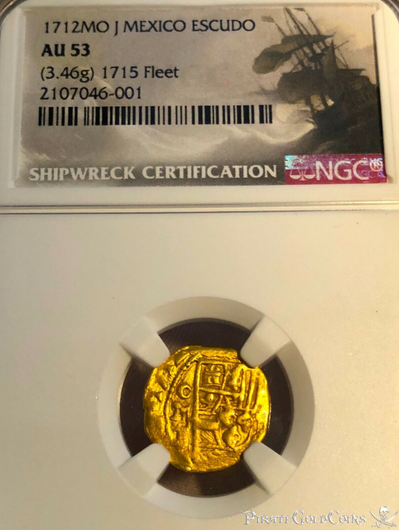 1712MO J MEXICO ESCUDO
AU 53
(3.46g) 1715 Fleet
2107046-001
SHIPWRECK CERTIFICATION NGC
PirateGoldCoins